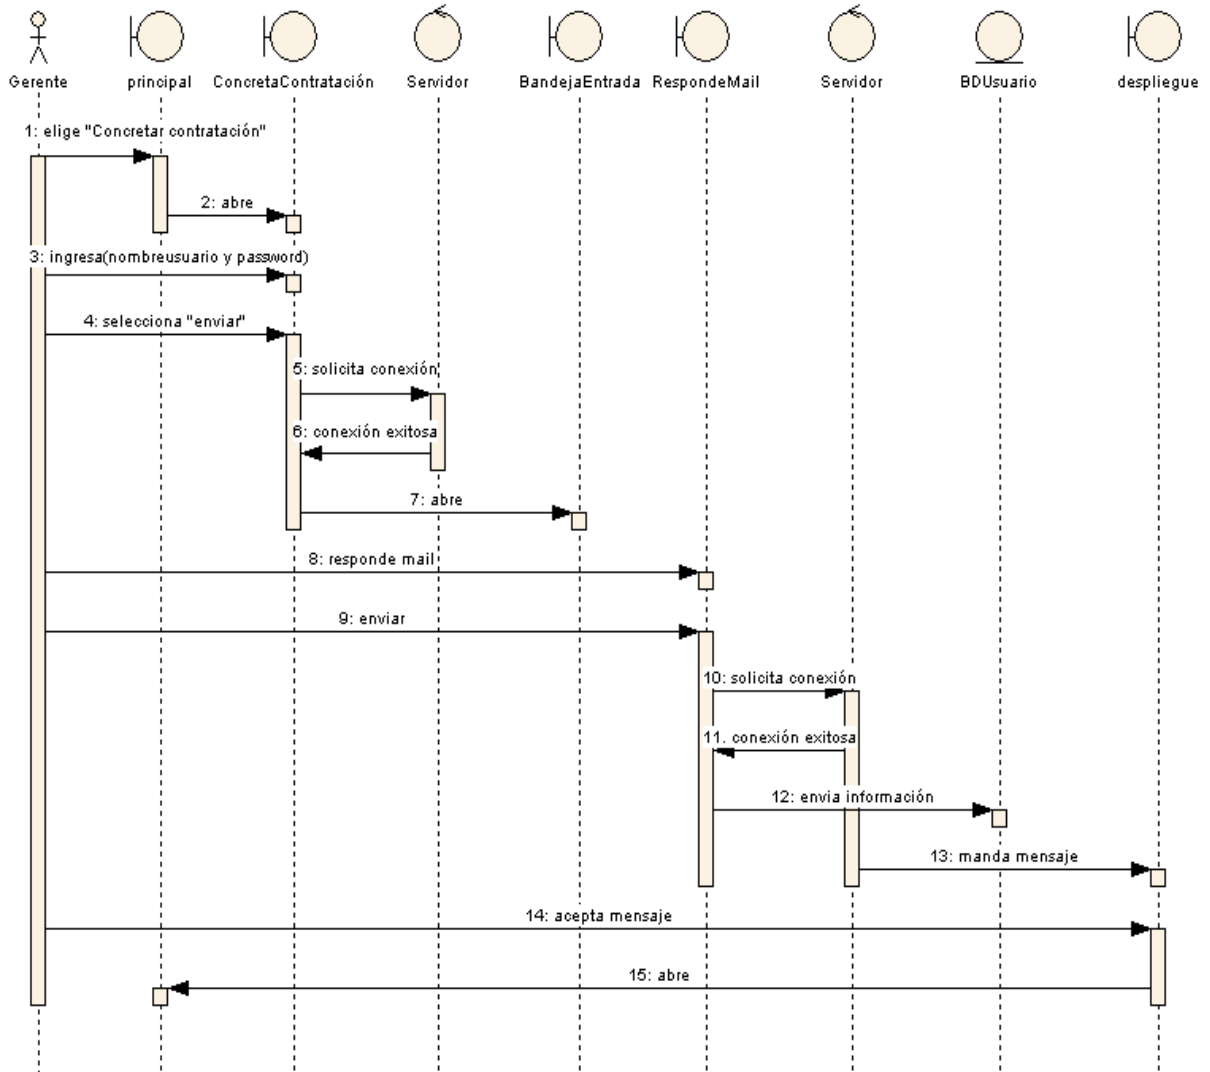 Gerente
principal
ConcretaContratación
Servidor
BandejaEntrada
RespondeMail
Servidor
BDUsuario
despliegue
1: elige "Concretar contratación"
2: abre
3: ingresa(nombreusuario y password)
4: selecciona "enviar"
5: solicita conexión
6: conexión exitosa
7: abre
8: responde mail
9: enviar
10: solicita conexión
11. conexión exitosa
12: envia información
13: manda mensaje
14: acepta mensaje
15: abre